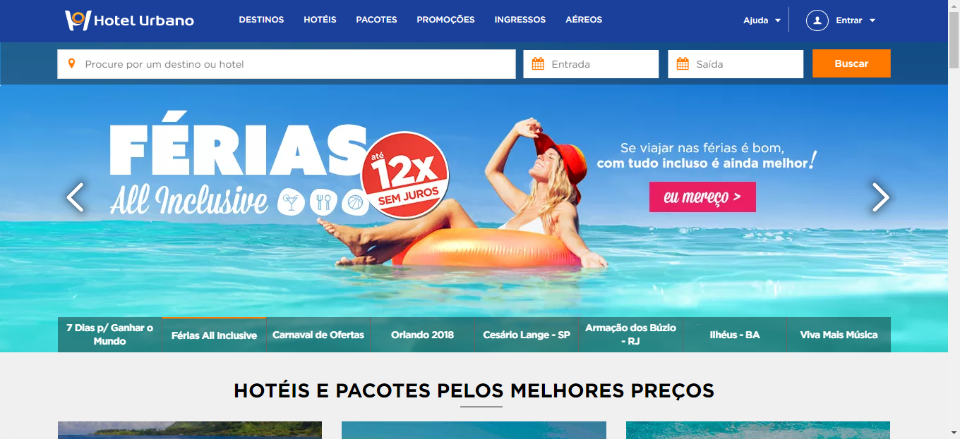 Hotel Urbano
DESTINOS HOTÉIS PACOTES PROMOÇÕES INGRESSOS AÉREOS
Ajuda
Entrar
Procure por um destino ou hotel
Entrada
Saída
Buscar
FÉRIAS
All Inclusive
até
12X
SEM JUROS
Se viajar nas férias é bom,
com tudo incluso é ainda melhor!
eu mereço >
7 Dias p/ Ganhar o
Mundo
Férias All Inclusive
Carnaval de Ofertas
Orlando 2018
Cesário Lange - SP
Armação dos Búzio
- RJ
Ilhéus - BA
Viva Mais Música
HOTÉIS E PACOTES PELOS MELHORES PREÇOS